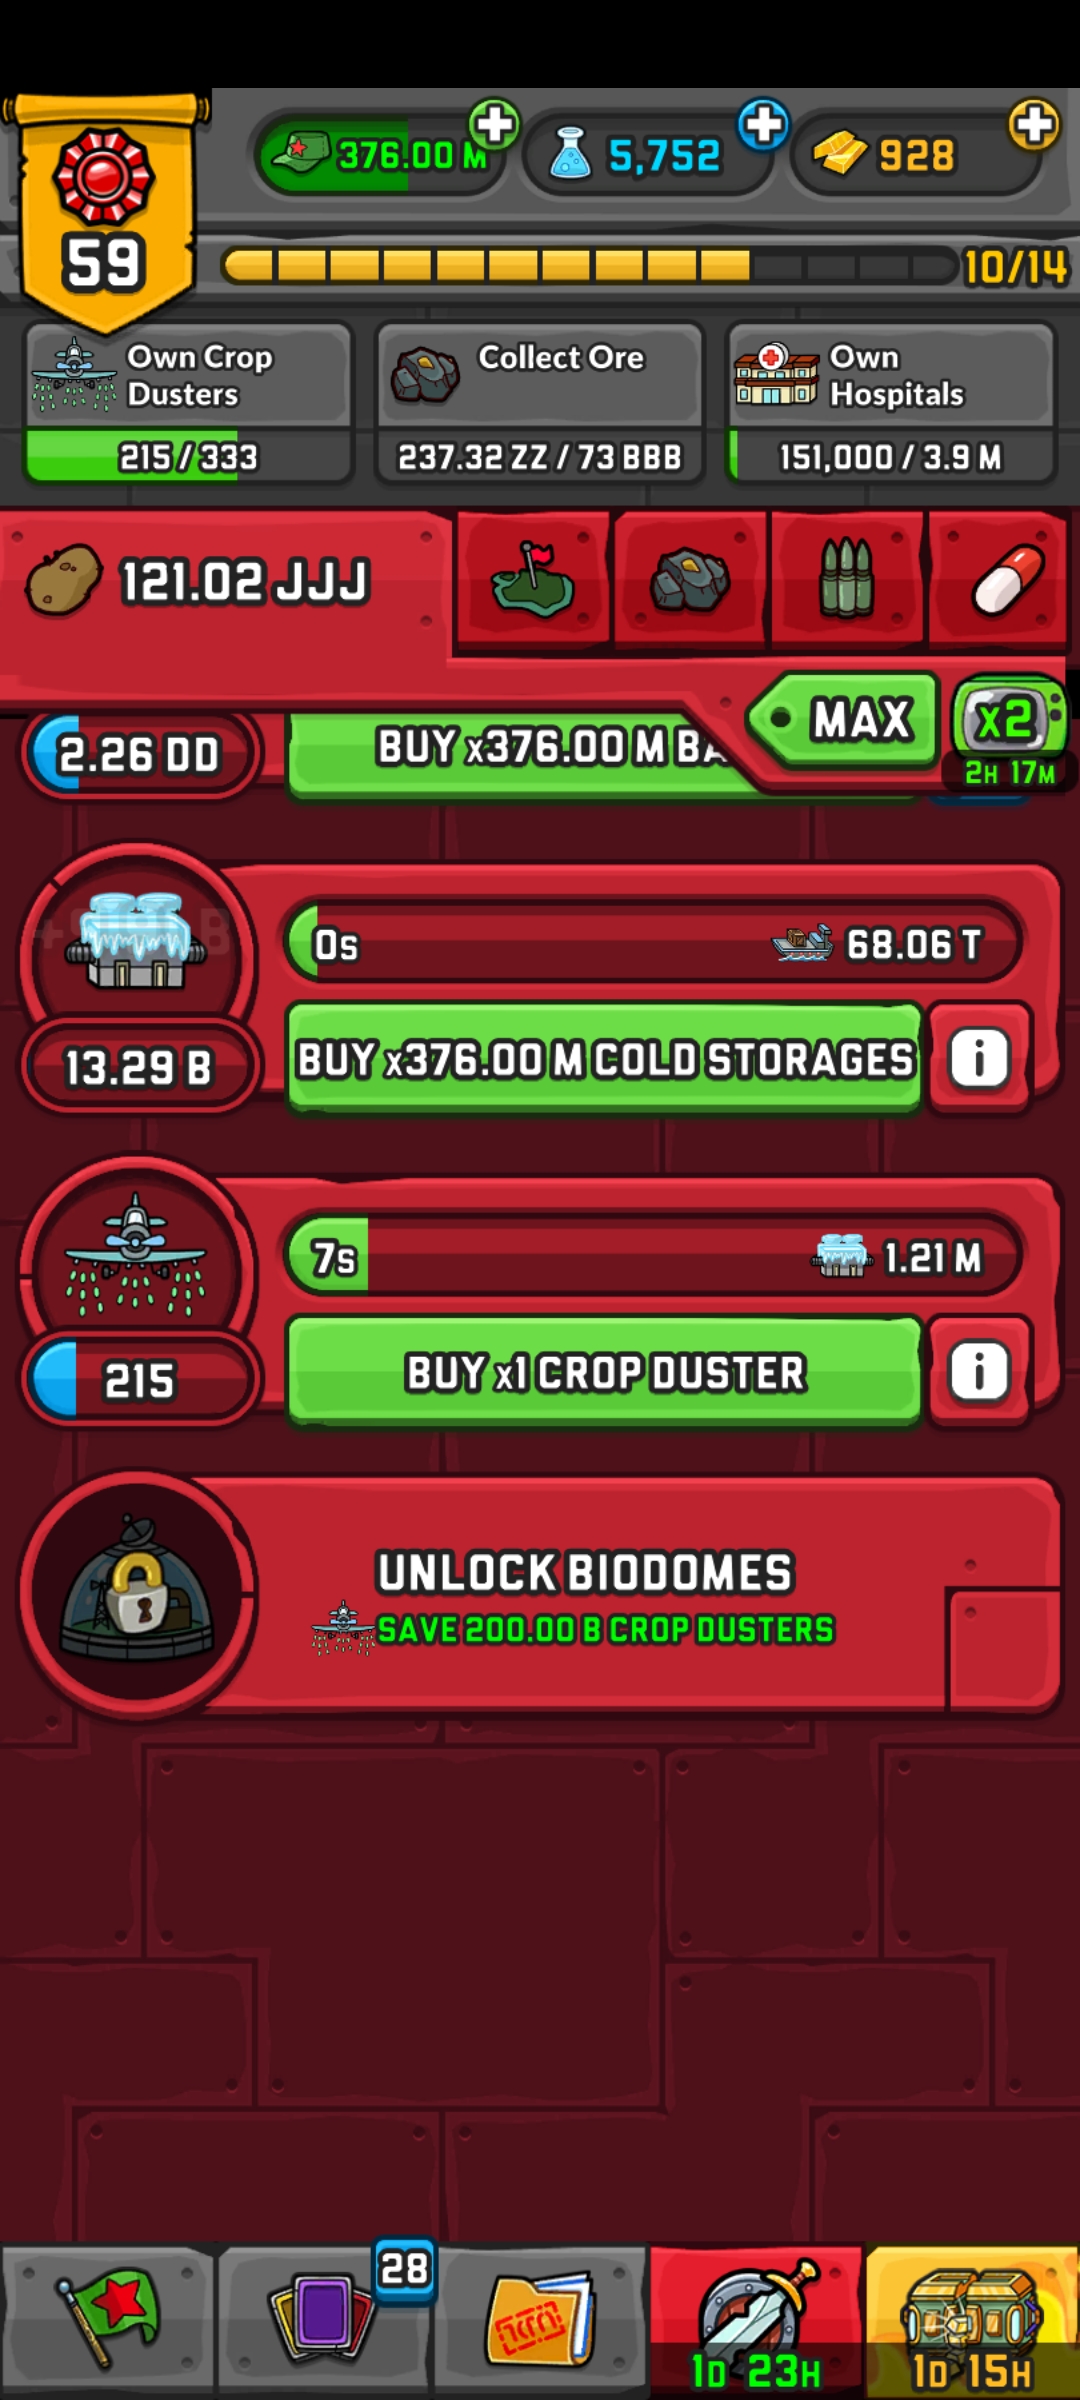 376.00 M
5,752
928
59
10/14
Own Crop
Dusters
215 / 333
Collect Ore
237.32 ZZ / 73 BBB
Own
Hospitals
151,000 / 3.9 M
121.02 JJJ
MAX
x2
2H 17M
2.26 DD
BUY x376.00 M BA
0s
68.06 T
13.29 B
BUY x376.00 M COLD STORAGES
i
7s
1.21 M
215
BUY x1 CROP DUSTER
i
UNLOCK BIODOMES
SAVE 200.00 B CROP DUSTERS
28
1D 23H
1D 15H